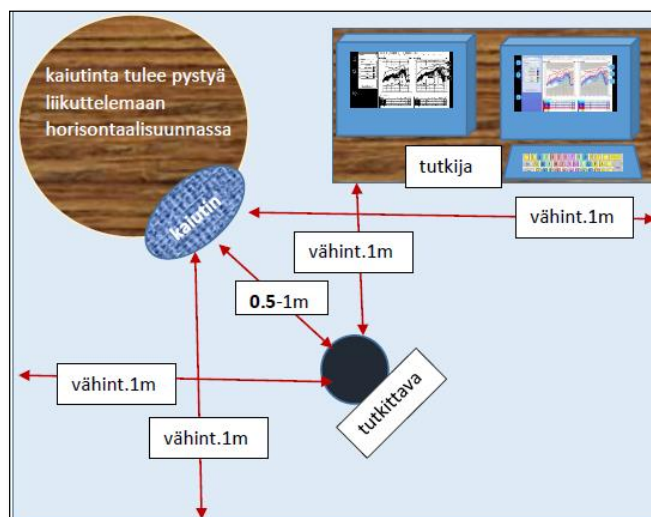 kaiutinta tulee pystyä
liikuttelemaan
horisontaalisuunnassa
kaiutin
tutkija
vähint.1m
vähint.1m
0.5-1m
vähint.1m
tutkittava
vähint.1m